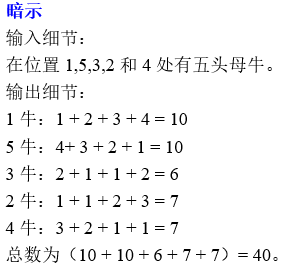 暗示
输入细节：
在位置 1,5,3,2 和 4 处有五头母牛。
输出细节：
1 牛：1 + 2 + 3 + 4 = 10
5 牛：4+ 3 + 2 + 1 = 10
3 牛：2 + 1 + 1 + 2 = 6
2 牛：1 + 1 + 2 + 3 = 7
4 牛：3 + 2 + 1 + 1 = 7
总数为（10 + 10 + 6 + 7 + 7）= 40。